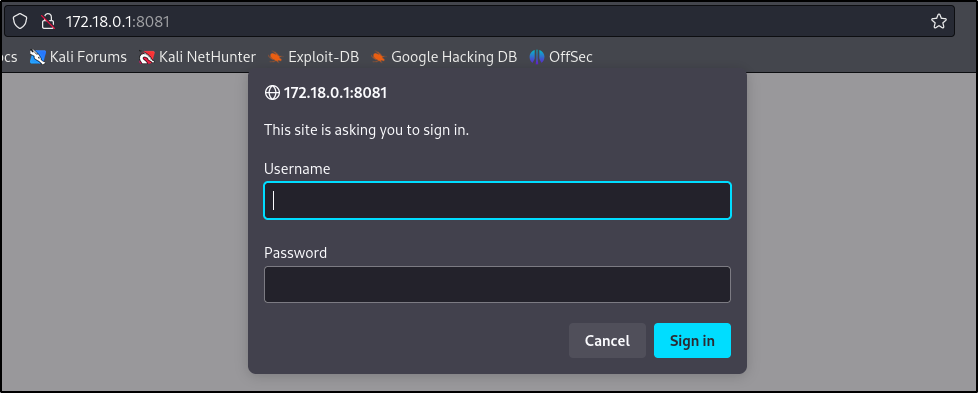 172.18.0.1:8081
ocs Kali Forums Kali NetHunter Exploit-DB Google Hacking DB OffSec
172.18.0.1:8081
This site is asking you to sign in.
Username
Password
Cancel Sign in